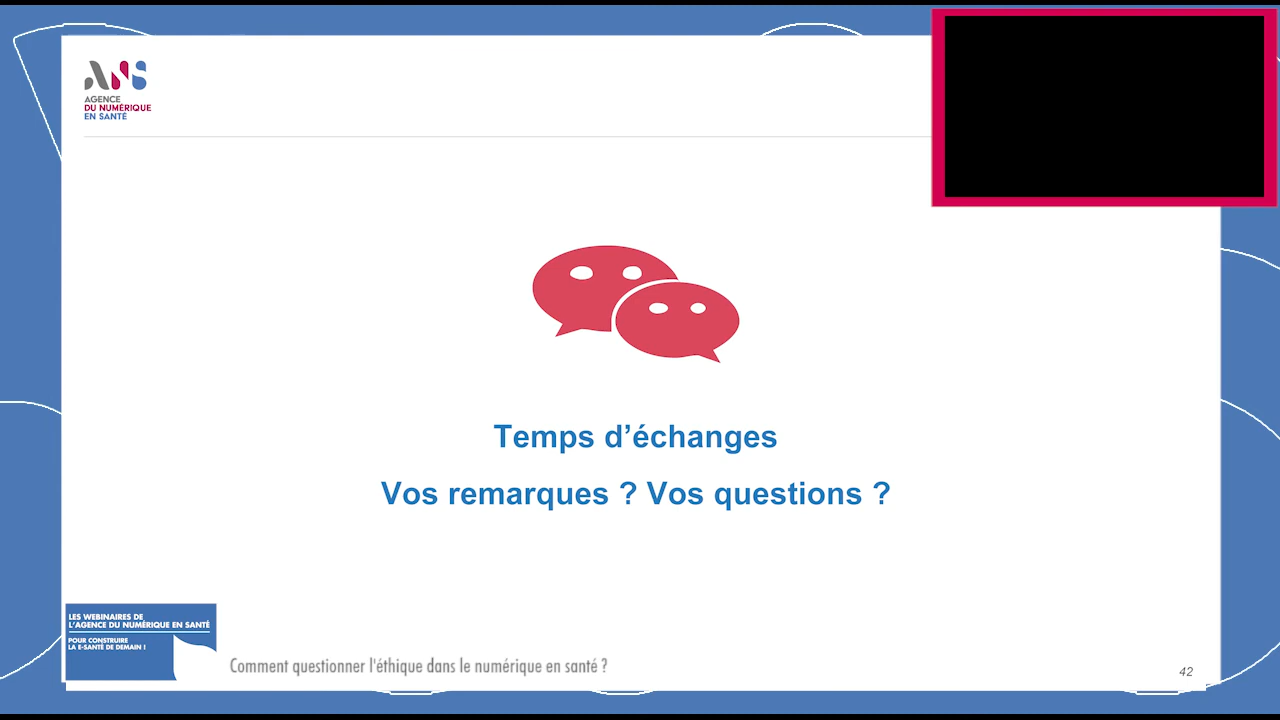 ANS
AGENCE
DU NUMÉRIQUE
EN SANTÉ
Temps d’échanges
Vos remarques ? Vos questions ?
LES WEBINAIRES DE
L'AGENCE DU NUMÉRIQUE EN SANTÉ
POUR CONSTRUIRE
LA E-SANTÉ DE DEMAIN !
Comment questionner l'éthique dans le numérique en santé ?
42